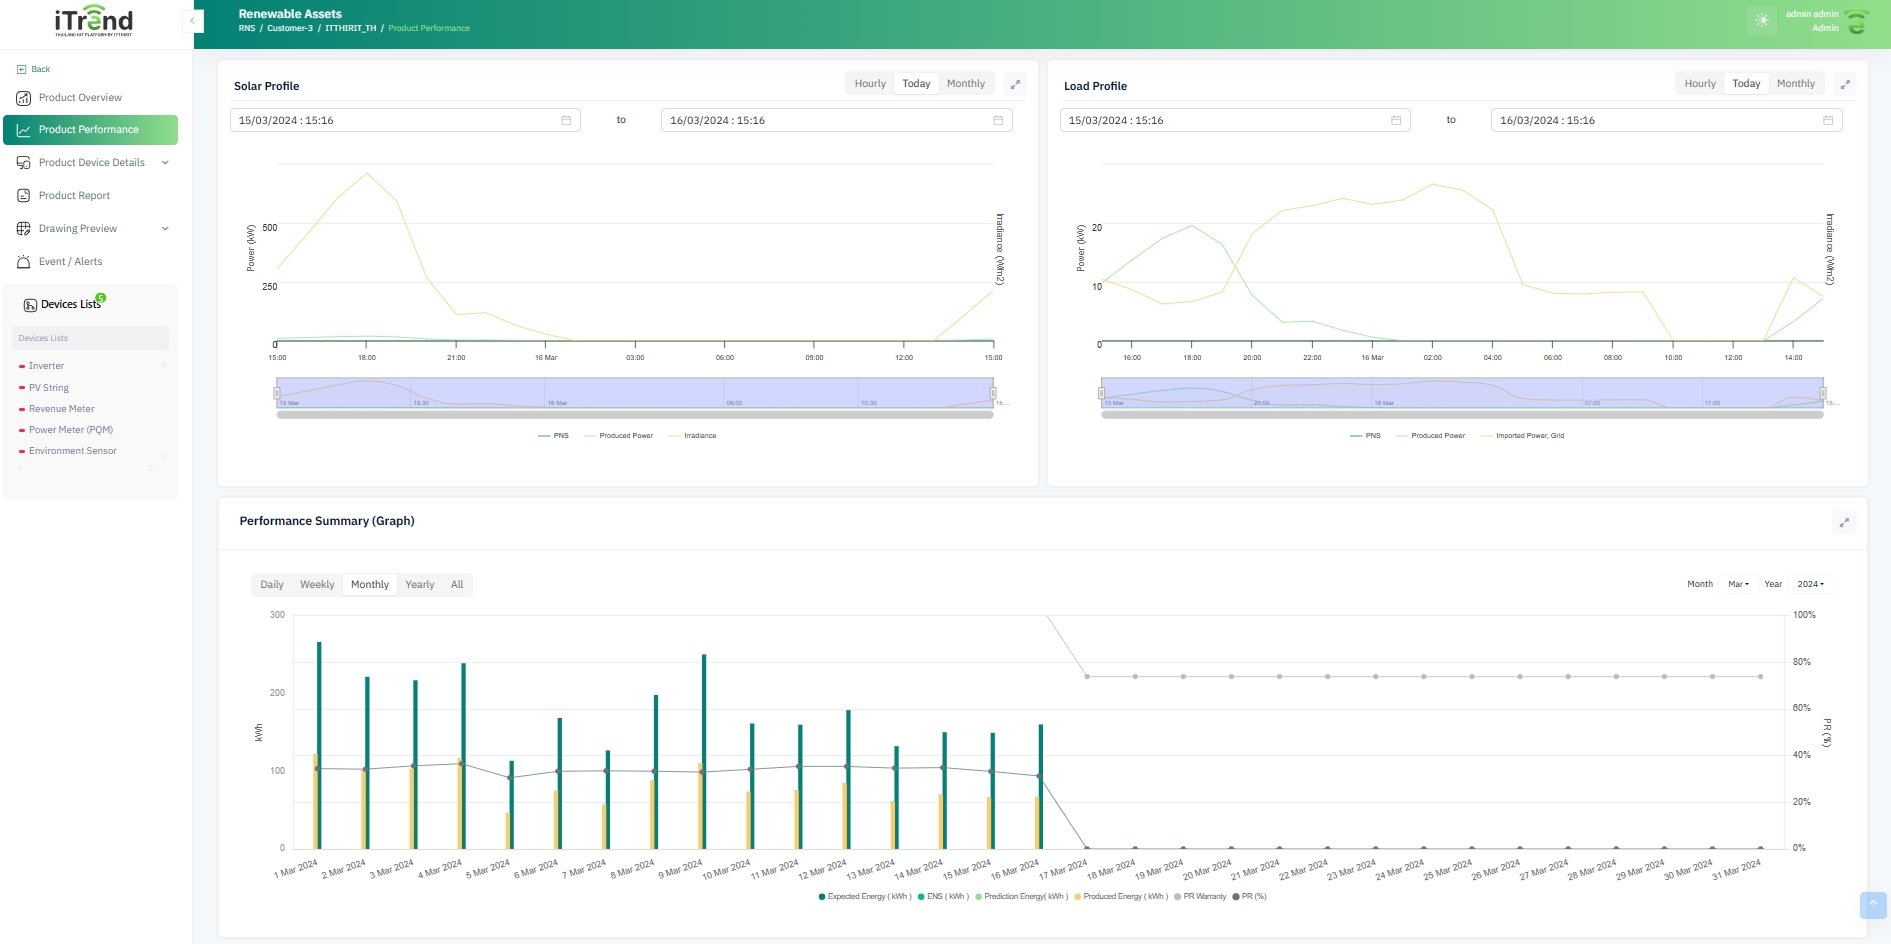 iTrend
THAILAND IOT PLATFORM BY ITTHIRIT
Renewable Assets
RNS / Customer-3 / ITTHIRIT_TH / Product Performance
admin admin
Admin
Back
Product Overview
Product Performance
Product Device Details
Product Report
Drawing Preview
Event / Alerts
Devices Lists
5
Devices Lists
Inverter
PV String
Revenue Meter
Power Meter (PQM)
Environment Sensor
Solar Profile
Hourly Today Monthly
15/03/2024 : 15:16 to 16/03/2024 : 15:16
Power (kW)
500
250
0
Irradiance (W/m2)
15:00 18:00 21:00 16 Mar 03:00 06:00 09:00 12:00 15:00
15 Mar 19:30 16 Mar 06:00 10:30 15:...
PNS Produced Power Irradiance
Load Profile
Hourly Today Monthly
15/03/2024 : 15:16 to 16/03/2024 : 15:16
Power (kW)
20
10
0
Irradiance (W/m2)
16:00 18:00 20:00 22:00 16 Mar 02:00 04:00 06:00 08:00 10:00 12:00 14:00
15 Mar 20:00 16 Mar 07:00 11:00 15:...
PNS Produced Power Imported Power, Grid
Performance Summary (Graph)
Daily Weekly Monthly Yearly All
Month Mar Year 2024
kWh
300
200
100
0
100%
80%
60%
40%
20%
0%
PR (%)
1 Mar 2024 2 Mar 2024 3 Mar 2024 4 Mar 2024 5 Mar 2024 6 Mar 2024 7 Mar 2024 8 Mar 2024 9 Mar 2024 10 Mar 2024 11 Mar 2024 12 Mar 2024 13 Mar 2024 14 Mar 2024 15 Mar 2024 16 Mar 2024 17 Mar 2024 18 Mar 2024 19 Mar 2024 20 Mar 2024 21 Mar 2024 22 Mar 2024 23 Mar 2024 24 Mar 2024 25 Mar 2024 26 Mar 2024 27 Mar 2024 28 Mar 2024 29 Mar 2024 30 Mar 2024 31 Mar 2024
Expected Energy ( kWh ) ENS ( kWh ) Prediction Energy( kWh ) Produced Energy ( kWh ) PR Warranty PR (%)